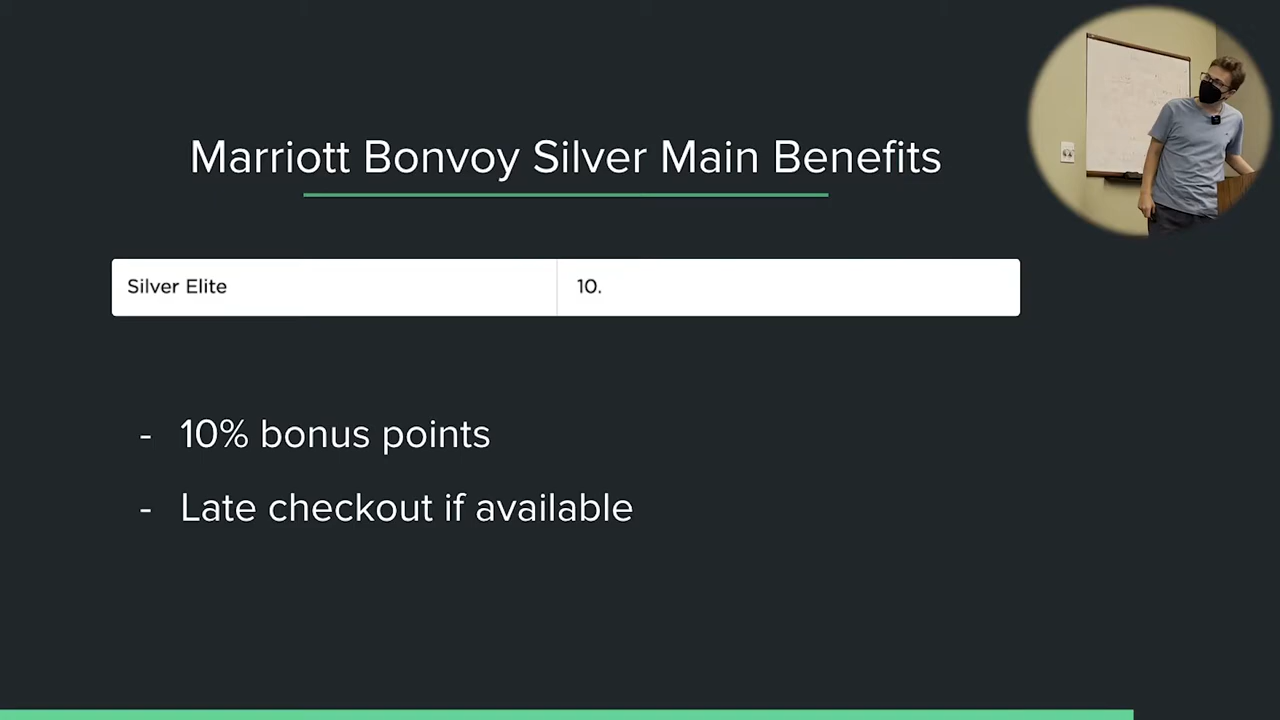 Marriott Bonvoy Silver Main Benefits
Silver Elite 10.
- 10% bonus points
- Late checkout if available